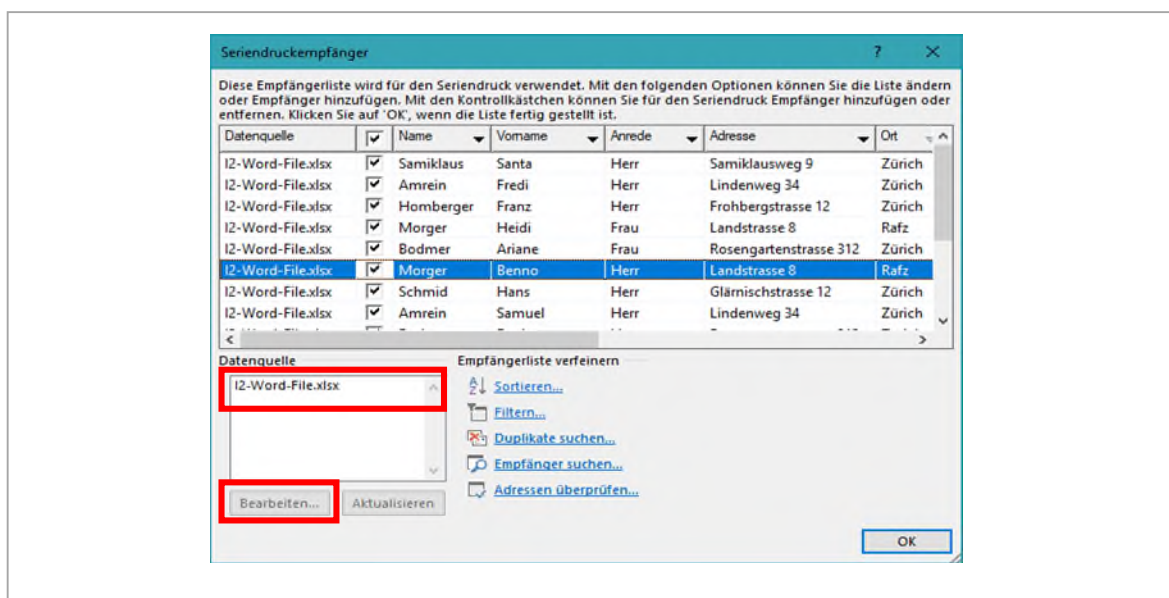 Seriendruckempfänger ? ×
Diese Empfängerliste wird für den Seriendruck verwendet. Mit den folgenden Optionen können Sie die Liste ändern
oder Empfänger hinzufügen. Mit den Kontrollkästchen können Sie für den Seriendruck Empfänger hinzufügen oder
entfernen. Klicken Sie auf 'OK', wenn die Liste fertig gestellt ist.
Datenquelle Name Vorname Anrede Adresse Ort
I2-Word-File.xlsx Samiklaus Santa Herr Samiklausweg 9 Zürich
I2-Word-File.xlsx Amrein Fredi Herr Lindenweg 34 Zürich
I2-Word-File.xlsx Homberger Franz Herr Frohbergstrasse 12 Zürich
I2-Word-File.xlsx Morger Heidi Frau Landstrasse 8 Rafz
I2-Word-File.xlsx Bodmer Ariane Frau Rosengartenstrasse 312 Zürich
I2-Word-File.xlsx Morger Benno Herr Landstrasse 8 Rafz
I2-Word-File.xlsx Schmid Hans Herr Glärnischstrasse 12 Zürich
I2-Word-File.xlsx Amrein Samuel Herr Lindenweg 34 Zürich
Datenquelle
I2-Word-File.xlsx
Bearbeiten... Aktualisieren
Empfängerliste verfeinern
Sortieren...
Filtern...
Duplikate suchen...
Empfänger suchen...
Adressen überprüfen...
OK